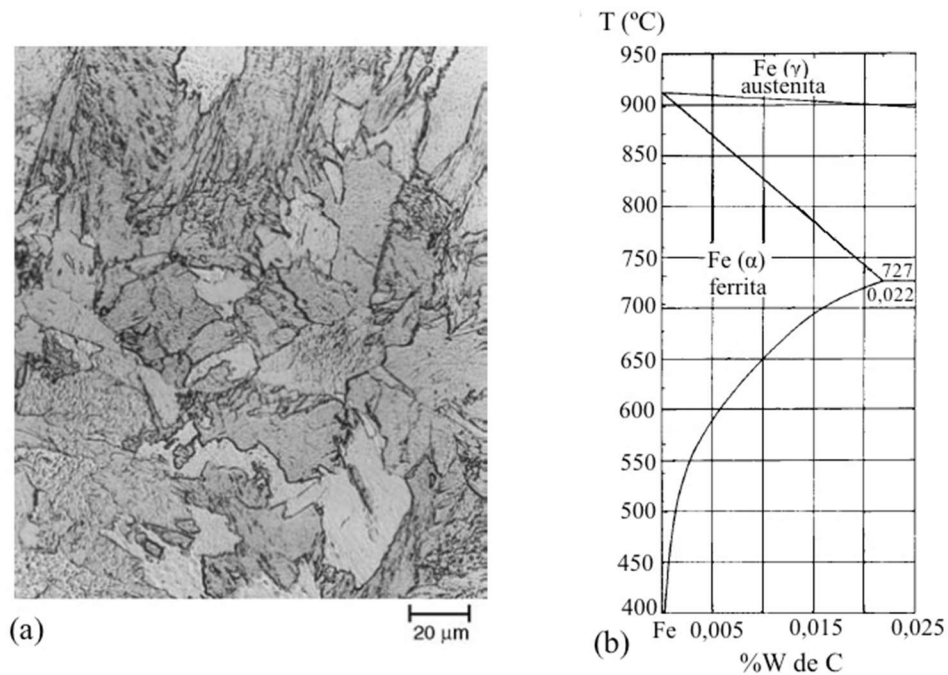 (a)
20 µm
T (ºC)
950
900
850
800
750
700
650
600
550
500
450
400
Fe (γ)
austenita
Fe (α)
ferrita
727
0,022
Fe 0,005 0,015 0,025
(b)
%W de C